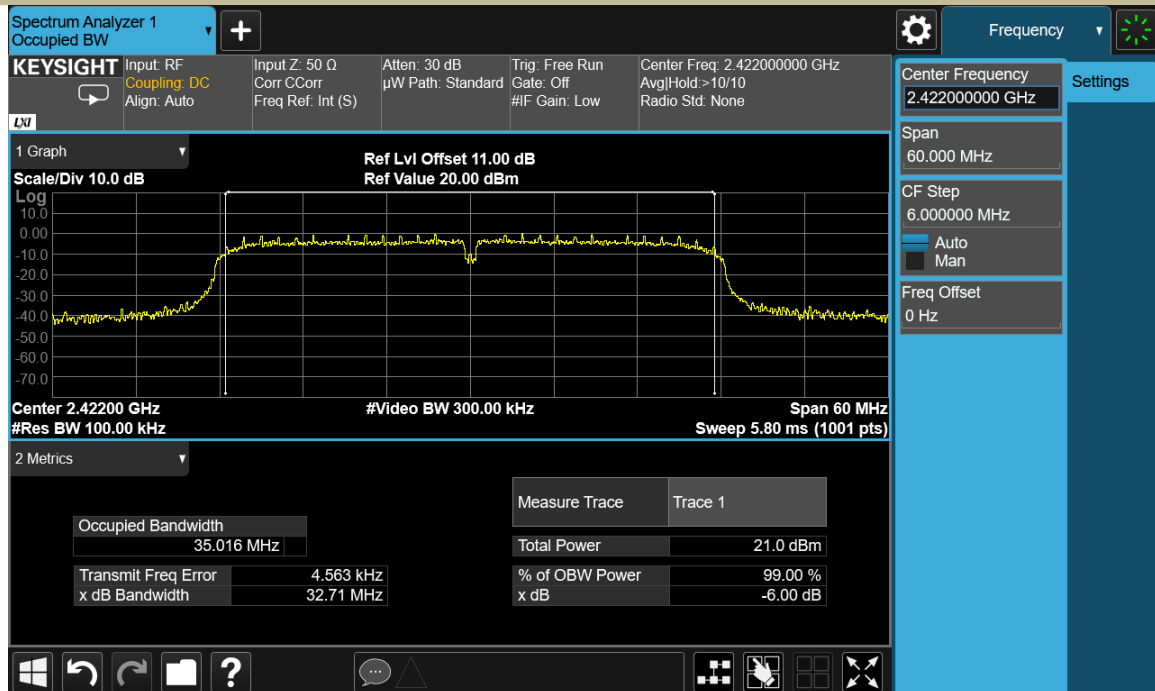 Spectrum Analyzer 1
Occupied BW
+
Frequency
KEYSIGHT
LXI
Input: RF
Coupling: DC
Align: Auto
Input Z: 50 Ω
Corr CCorr
Freq Ref: Int (S)
Atten: 30 dB
µW Path: Standard
Trig: Free Run
Gate: Off
#IF Gain: Low
Center Freq: 2.422000000 GHz
Avg|Hold:>10/10
Radio Std: None
Center Frequency
2.422000000 GHz
Settings
Span
60.000 MHz
CF Step
6.000000 MHz
Auto
Man
Freq Offset
0 Hz
1 Graph
Scale/Div 10.0 dB
Ref Lvl Offset 11.00 dB
Ref Value 20.00 dBm
Log
10.0
0.00
-10.0
-20.0
-30.0
-40.0
-50.0
-60.0
-70.0
Center 2.42200 GHz
#Video BW 300.00 kHz
Span 60 MHz
#Res BW 100.00 kHz
Sweep 5.80 ms (1001 pts)
2 Metrics
Measure Trace Trace 1
Occupied Bandwidth
35.016 MHz
Total Power 21.0 dBm
Transmit Freq Error 4.563 kHz
% of OBW Power 99.00 %
x dB Bandwidth 32.71 MHz
x dB -6.00 dB
?